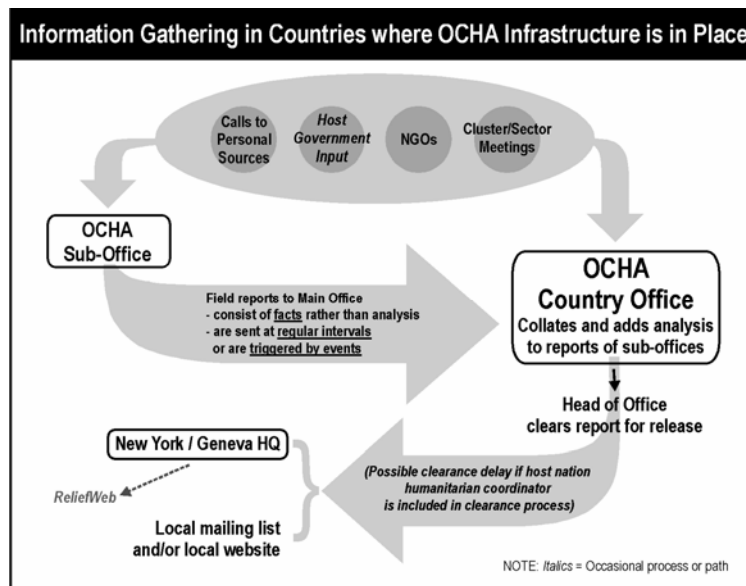 Information Gathering in Countries where OCHA Infrastructure is in Place
Calls to
Personal
Sources
Host
Government
Input
NGOs
Cluster/Sector
Meetings
OCHA
Sub-Office
Field reports to Main Office
- consist of facts rather than analysis
- are sent at regular intervals
or are triggered by events
OCHA
Country Office
Collates and adds analysis
to reports of sub-offices
Head of Office
clears report for release
New York / Geneva HQ
ReliefWeb
Local mailing list
and/or local website
(Possible clearance delay if host nation
humanitarian coordinator
is included in clearance process)
NOTE: Italics = Occasional process or path